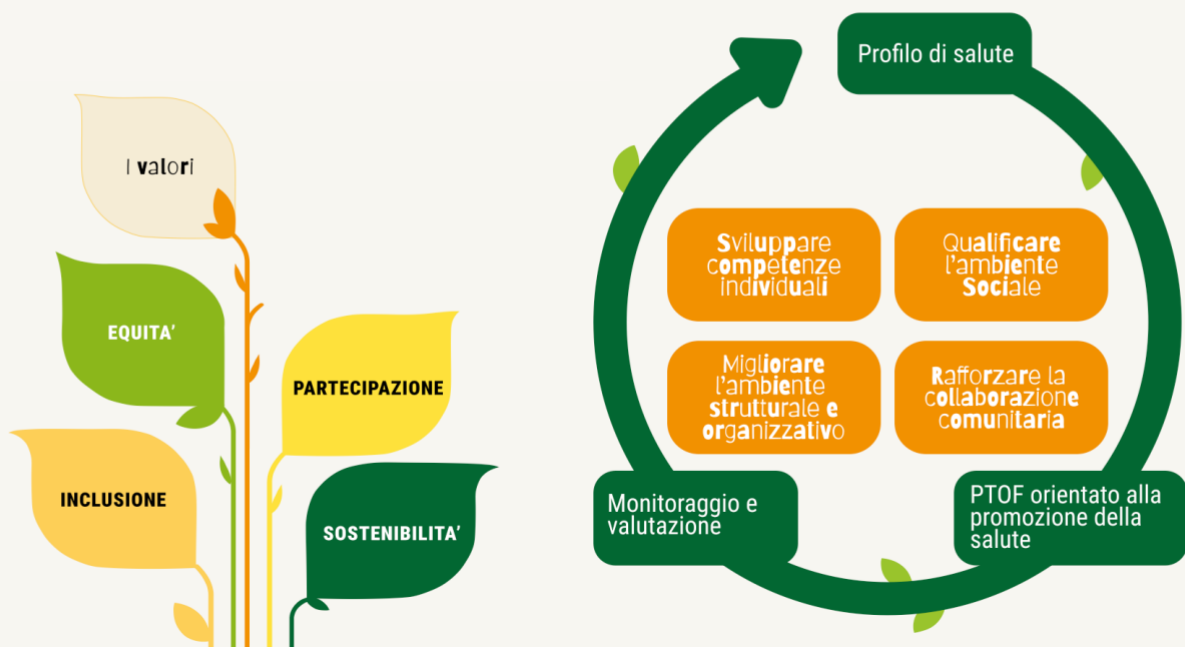 I valori
EQUITA’
PARTECIPAZIONE
INCLUSIONE
SOSTENIBILITA’
Profilo di salute
Sviluppare
competenze
individuali
Qualificare
l’ambiente
Sociale
Migliorare
l’ambiente
strutturale e
organizzativo
Rafforzare la
collaborazione
comunitaria
Monitoraggio e
valutazione
PTOF orientato alla
promozione della
salute